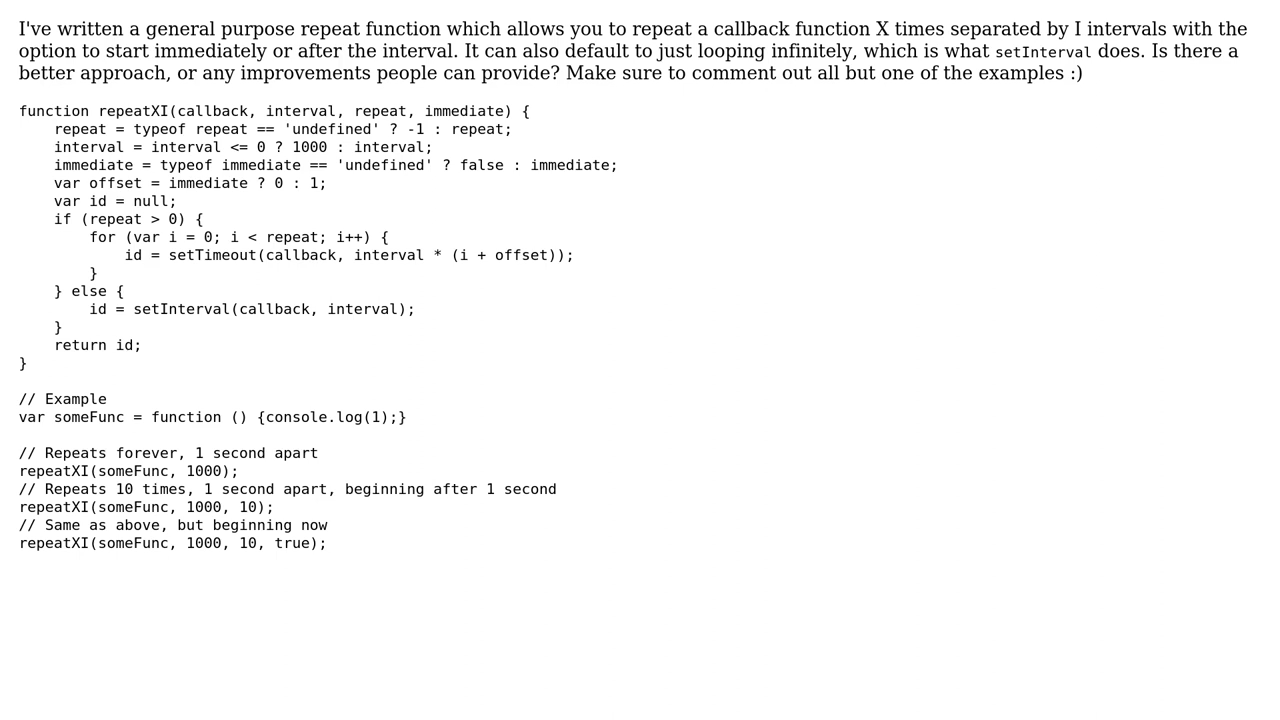 I've written a general purpose repeat function which allows you to repeat a callback function X times separated by I intervals with the
option to start immediately or after the interval. It can also default to just looping infinitely, which is what setInterval does. Is there a
better approach, or any improvements people can provide? Make sure to comment out all but one of the examples :)
function repeatXI(callback, interval, repeat, immediate) {
    repeat = typeof repeat == 'undefined' ? -1 : repeat;
    interval = interval <= 0 ? 1000 : interval;
    immediate = typeof immediate == 'undefined' ? false : immediate;
    var offset = immediate ? 0 : 1;
    var id = null;
    if (repeat > 0) {
        for (var i = 0; i < repeat; i++) {
            id = setTimeout(callback, interval * (i + offset));
        }
    } else {
        id = setInterval(callback, interval);
    }
    return id;
}
// Example
var someFunc = function () {console.log(1);}
// Repeats forever, 1 second apart
repeatXI(someFunc, 1000);
// Repeats 10 times, 1 second apart, beginning after 1 second
repeatXI(someFunc, 1000, 10);
// Same as above, but beginning now
repeatXI(someFunc, 1000, 10, true);